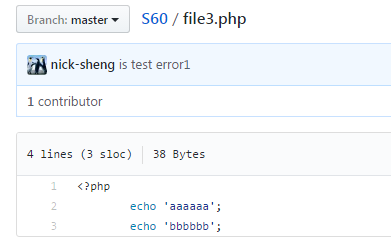 Branch: master S60 / file3.php
nick-sheng is test error1
1 contributor
4 lines (3 sloc) 38 Bytes
1 <?php
2 echo 'aaaaaa';
3 echo 'bbbbbb';